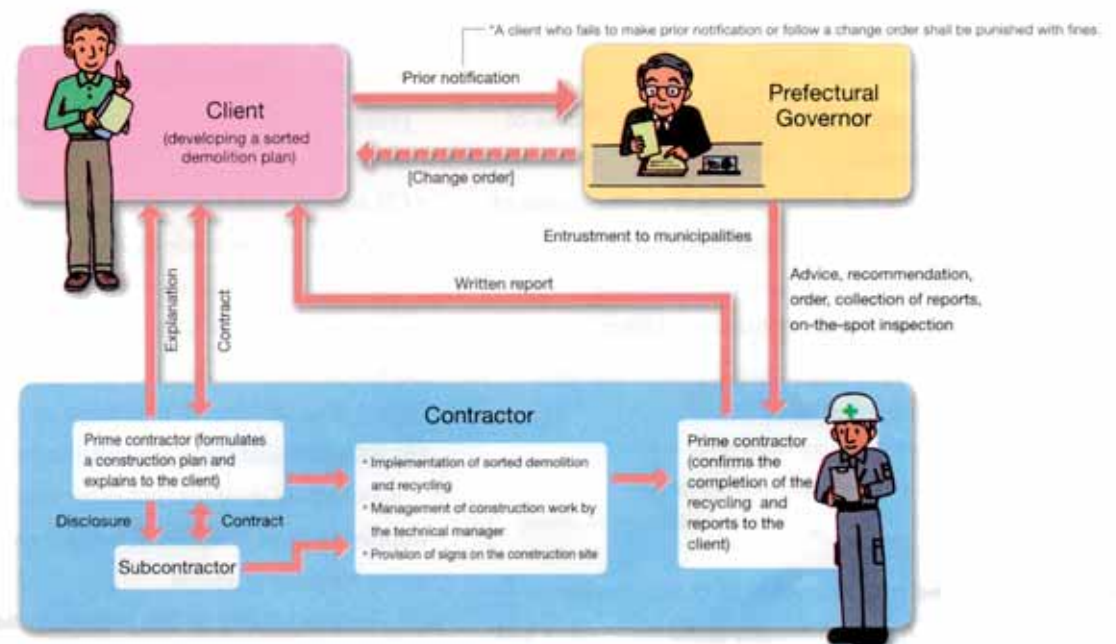 *A client who fails to make prior notification or follow a change order shall be punished with fines.
Prior notification
Client
(developing a sorted
demolition plan)
Prefectural
Governor
[Change order]
Entrustment to municipalities
Advice, recommendation,
order, collection of reports,
on-the-spot inspection
Written report
Explanation
Contract
Contractor
Prime contractor (formulates
a construction plan and
explains to the client)
Disclosure
Contract
Subcontractor
• Implementation of sorted demolition
and recycling
• Management of construction work by
the technical manager
• Provision of signs on the construction site
Prime contractor
(confirms the
completion of the
recycling and
reports to the
client)